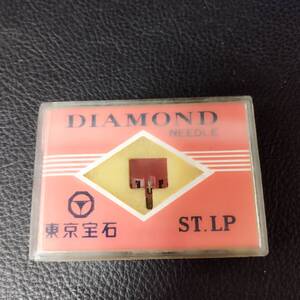 DIAMOND
NEEDLE
東京宝石
ST.LP